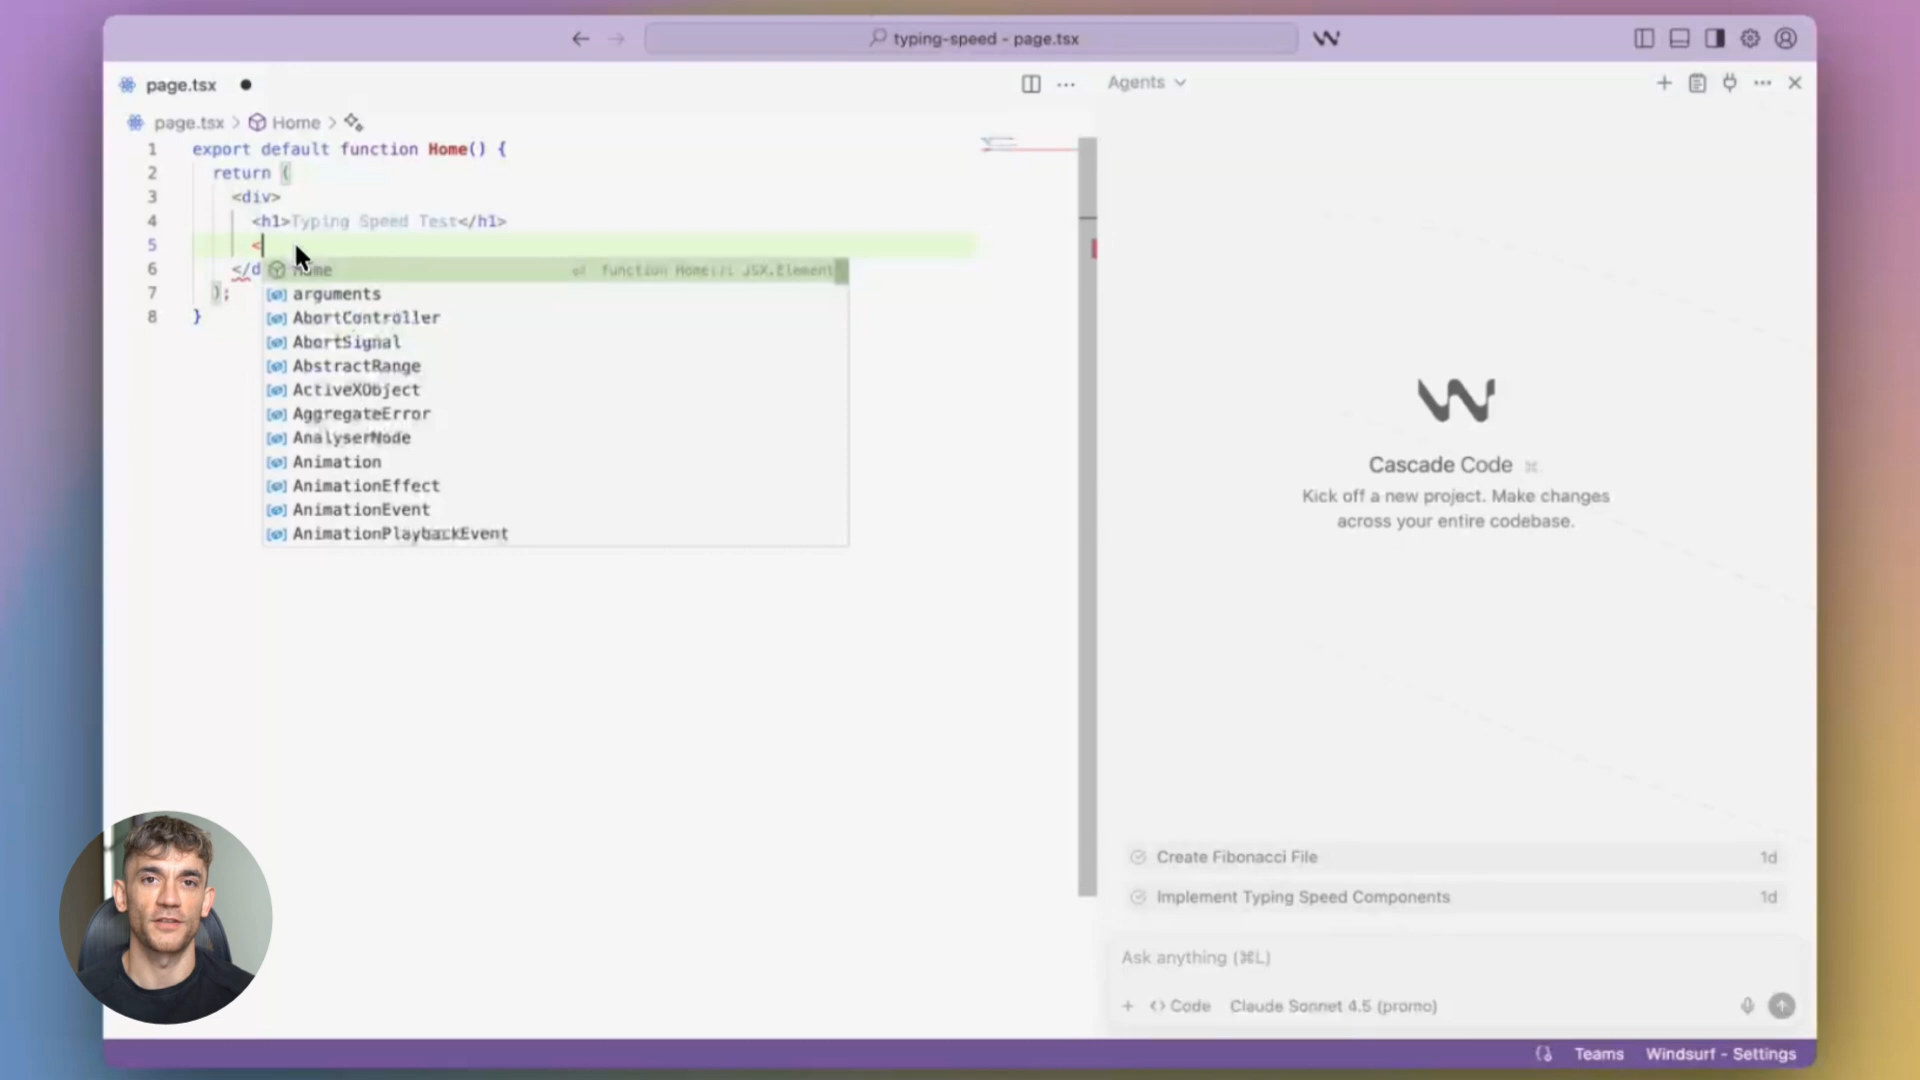 typing-speed - page.tsx
page.tsx
page.tsx > Home >
1 export default function Home() {
2 return (
3 <div>
4 <h1>Typing Speed Test</h1>
5 <
6 </d
7 );
8 }
Home function Home(): JSX.Element
arguments
AbortController
AbortSignal
AbstractRange
ActiveXObject
AggregateError
AnalyserNode
Animation
AnimationEffect
AnimationEvent
AnimationPlaybackEvent
Agents
Cascade Code
Kick off a new project. Make changes
across your entire codebase.
Create Fibonacci File 1d
Implement Typing Speed Components 1d
Ask anything (⌘L)
+ <> Code Claude Sonnet 4.5 (promo)
Teams Windsurf - Settings